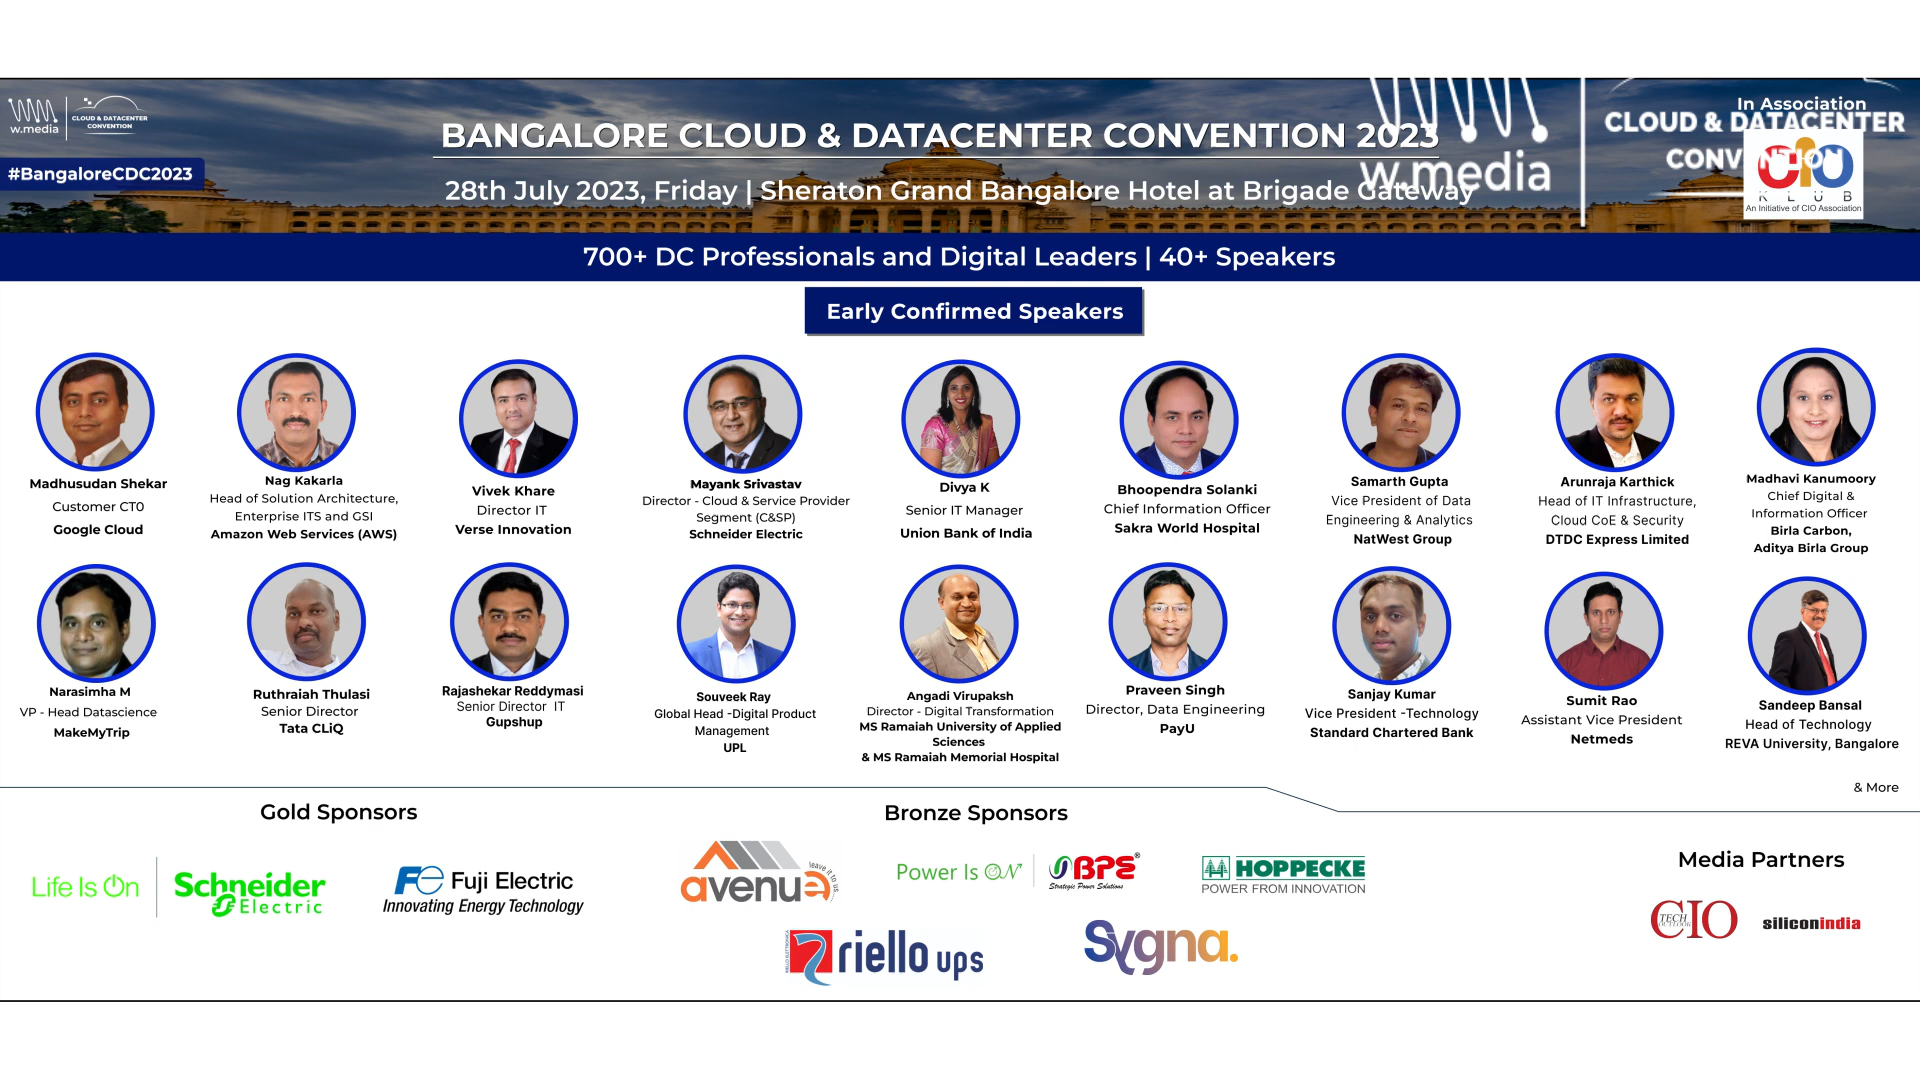 w.media
CLOUD & DATACENTER
CONVENTION
#BangaloreCDC2023
BANGALORE CLOUD & DATACENTER CONVENTION 2023
28th July 2023, Friday | Sheraton Grand Bangalore Hotel at Brigade Gateway
w.media
CLOUD & DATACENTER
CONVENTION
In Association
CIO
KLUB
An Initiative of CIO Association
700+ DC Professionals and Digital Leaders | 40+ Speakers
Early Confirmed Speakers
Madhusudan Shekar
Customer CT0
Google Cloud
Nag Kakarla
Head of Solution Architecture,
Enterprise ITS and GSI
Amazon Web Services (AWS)
Vivek Khare
Director IT
Verse Innovation
Mayank Srivastav
Director - Cloud & Service Provider
Segment (C&SP)
Schneider Electric
Divya K
Senior IT Manager
Union Bank of India
Bhoopendra Solanki
Chief Information Officer
Sakra World Hospital
Samarth Gupta
Vice President of Data
Engineering & Analytics
NatWest Group
Arunraja Karthick
Head of IT Infrastructure,
Cloud CoE & Security
DTDC Express Limited
Madhavi Kanumoory
Chief Digital &
Information Officer
Birla Carbon,
Aditya Birla Group
Narasimha M
VP - Head Datascience
MakeMyTrip
Ruthraiah Thulasi
Senior Director
Tata CLiQ
Rajashekar Reddymasi
Senior Director IT
Gupshup
Souveek Ray
Global Head -Digital Product
Management
UPL
Angadi Virupaksh
Director - Digital Transformation
MS Ramaiah University of Applied
Sciences
& MS Ramaiah Memorial Hospital
Praveen Singh
Director, Data Engineering
PayU
Sanjay Kumar
Vice President -Technology
Standard Chartered Bank
Sumit Rao
Assistant Vice President
Netmeds
Sandeep Bansal
Head of Technology
REVA University, Bangalore
& More
Gold Sponsors
Life Is On
Schneider
Electric
Fe Fuji Electric
Innovating Energy Technology
Bronze Sponsors
avenue
leave it to us.
Power Is ON
BPE®
Strategic Power Solutions
HOPPECKE
POWER FROM INNOVATION
RIELLO ELETTRONICA
riello ups
Sygna.
Media Partners
CIO
TECH
OUTLOOK
siliconindia